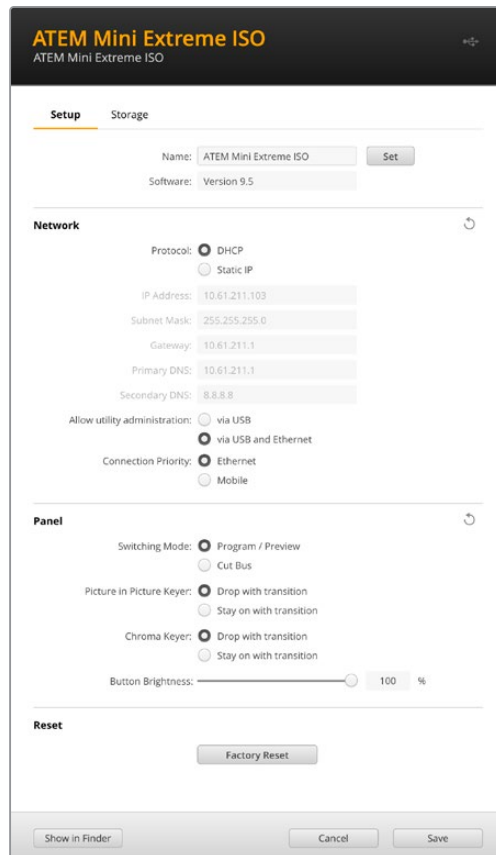 ATEM Mini Extreme ISO
ATEM Mini Extreme ISO
Setup Storage
Name: ATEM Mini Extreme ISO Set
Software: Version 9.5
Network
Protocol: DHCP
Static IP
IP Address: 10.61.211.103
Subnet Mask: 255.255.255.0
Gateway: 10.61.211.1
Primary DNS: 10.61.211.1
Secondary DNS: 8.8.8.8
Allow utility administration: via USB
via USB and Ethernet
Connection Priority: Ethernet
Mobile
Panel
Switching Mode: Program / Preview
Cut Bus
Picture in Picture Keyer: Drop with transition
Stay on with transition
Chroma Keyer: Drop with transition
Stay on with transition
Button Brightness: 100 %
Reset
Factory Reset
Show in Finder Cancel Save